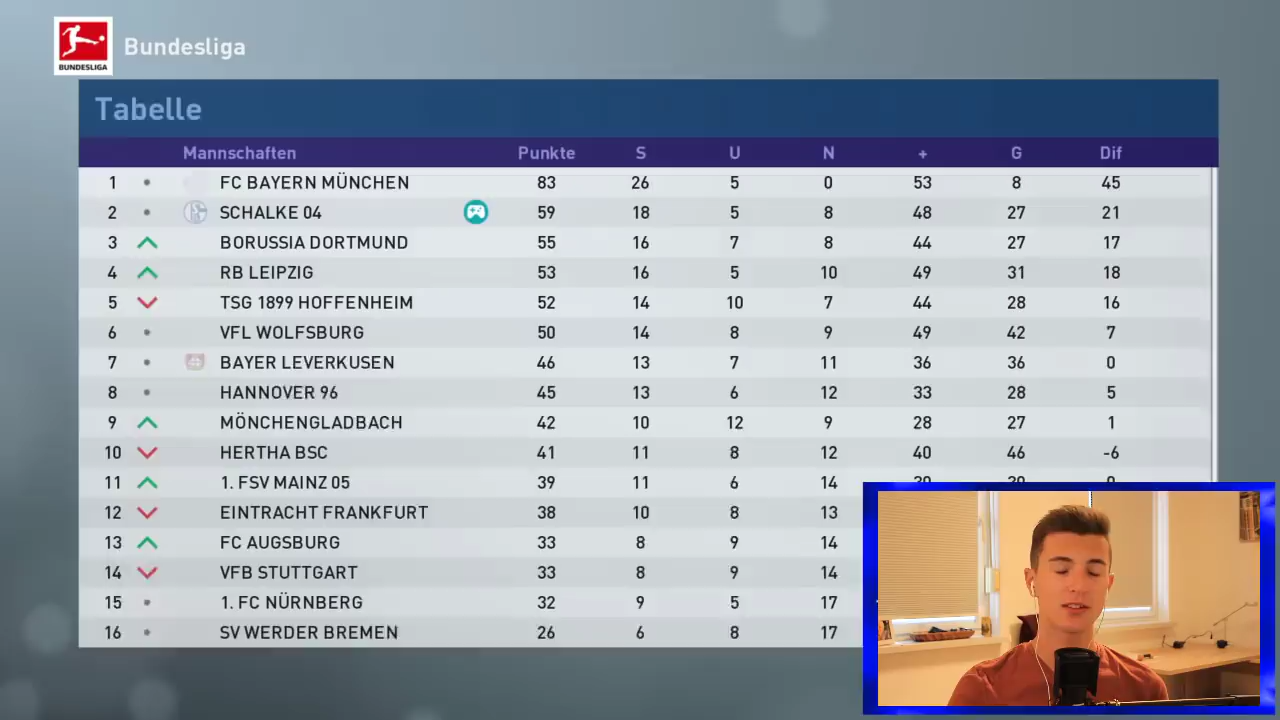 Bundesliga
BUNDESLIGA
Tabelle
Mannschaften Punkte S U N + G Dif
1 FC BAYERN MÜNCHEN 83 26 5 0 53 8 45
2 SCHALKE 04 59 18 5 8 48 27 21
3 BORUSSIA DORTMUND 55 16 7 8 44 27 17
4 RB LEIPZIG 53 16 5 10 49 31 18
5 TSG 1899 HOFFENHEIM 52 14 10 7 44 28 16
6 VFL WOLFSBURG 50 14 8 9 49 42 7
7 BAYER LEVERKUSEN 46 13 7 11 36 36 0
8 HANNOVER 96 45 13 6 12 33 28 5
9 MÖNCHENGLADBACH 42 10 12 9 28 27 1
10 HERTHA BSC 41 11 8 12 40 46 -6
11 1. FSV MAINZ 05 39 11 6 14
12 EINTRACHT FRANKFURT 38 10 8 13
13 FC AUGSBURG 33 8 9 14
14 VFB STUTTGART 33 8 9 14
15 1. FC NÜRNBERG 32 9 5 17
16 SV WERDER BREMEN 26 6 8 17